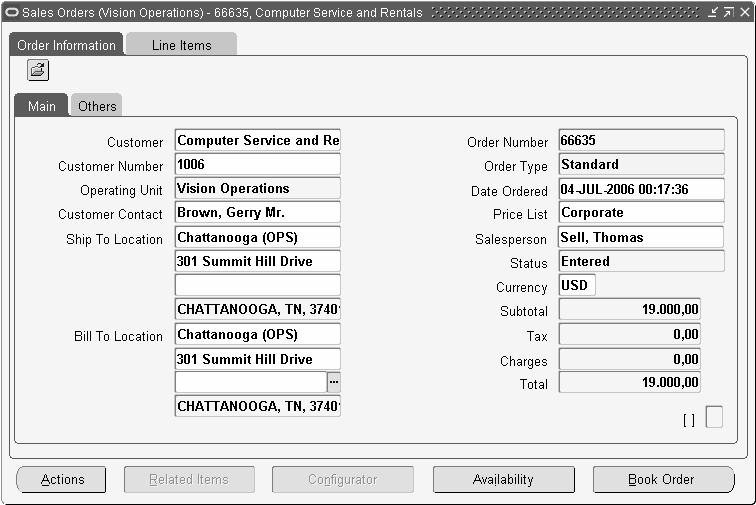 Sales Orders (Vision Operations) - 66635, Computer Service and Rentals
Order Information Line Items
Main Others
Customer Computer Service and Re
Customer Number 1006
Operating Unit Vision Operations
Customer Contact Brown, Gerry Mr.
Ship To Location Chattanooga (OPS)
301 Summit Hill Drive
CHATTANOOGA, TN, 3740
Bill To Location Chattanooga (OPS)
301 Summit Hill Drive
...
CHATTANOOGA, TN, 3740
Order Number 66635
Order Type Standard
Date Ordered 04-JUL-2006 00:17:36
Price List Corporate
Salesperson Sell, Thomas
Status Entered
Currency USD
Subtotal 19.000,00
Tax 0,00
Charges 0,00
Total 19.000,00
[ ]
Actions Related Items Configurator Availability Book Order